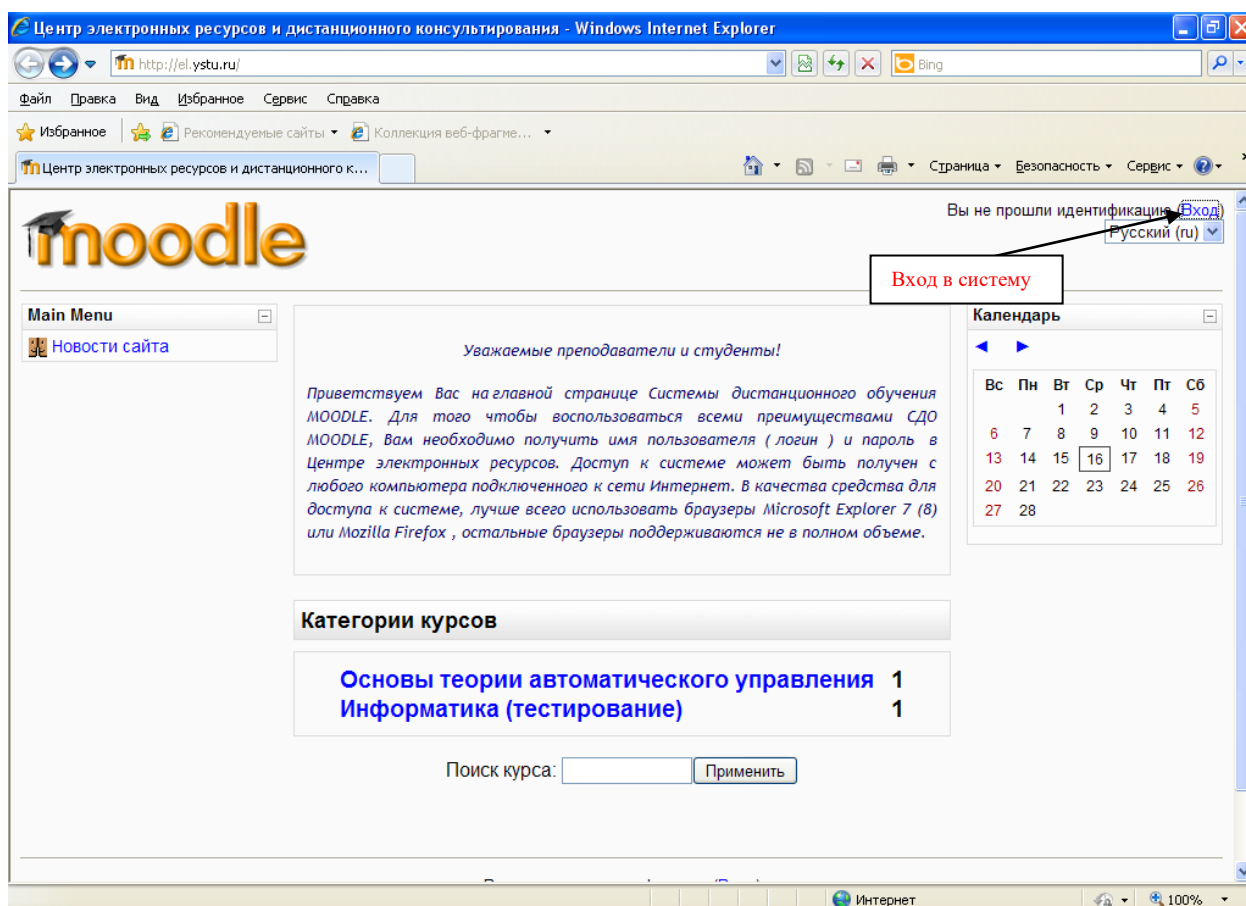 Центр электронных ресурсов и дистанционного консультирования - Windows Internet Explorer
http://el.ystu.ru/
Bing
Файл Правка Вид Избранное Сервис Справка
Избранное Рекомендуемые сайты Коллекция веб-фрагме...
Центр электронных ресурсов и дистанционного к...
Страница Безопасность Сервис
moodle
Вы не прошли идентификацию (Вход)
Русский (ru)
Вход в систему
Main Menu
Новости сайта
Уважаемые преподаватели и студенты!
Приветствуем Вас на главной странице Системы дистанционного обучения
MOODLE. Для того чтобы воспользоваться всеми преимуществами СДО
MOODLE, Вам необходимо получить имя пользователя ( логин ) и пароль в
Центре электронных ресурсов. Доступ к системе может быть получен с
любого компьютера подключенного к сети Интернет. В качества средства для
доступа к системе, лучше всего использовать браузеры Microsoft Explorer 7 (8)
или Mozilla Firefox , остальные браузеры поддерживаются не в полном объеме.
Календарь
Вс Пн Вт Ср Чт Пт Сб
1 2 3 4 5
6 7 8 9 10 11 12
13 14 15 16 17 18 19
20 21 22 23 24 25 26
27 28
Категории курсов
Основы теории автоматического управления 1
Информатика (тестирование) 1
Поиск курса: Применить
Интернет 100%